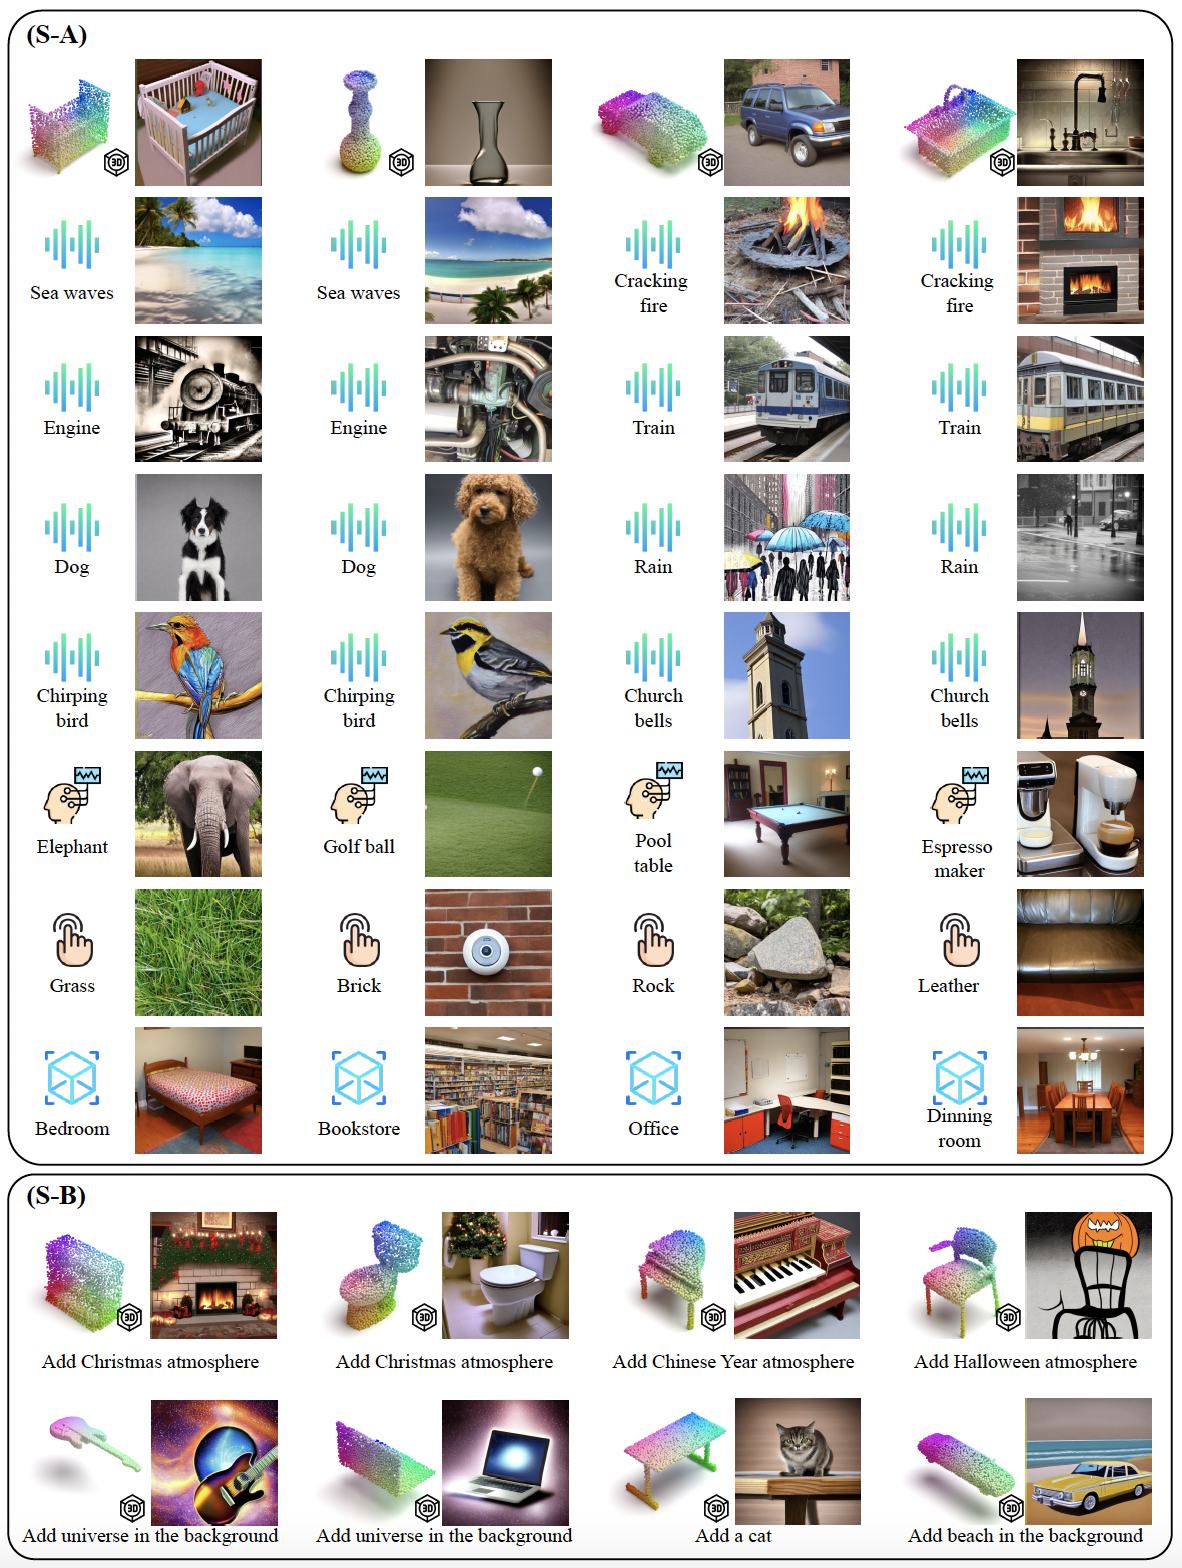 (S-A)
3D
3D
3D
3D
Sea waves
Sea waves
Cracking
fire
Cracking
fire
Engine
Engine
Train
Train
Dog
Dog
Rain
Rain
Chirping
bird
Chirping
bird
Church
bells
Church
bells
Elephant
Golf ball
Pool
table
Espresso
maker
Grass
Brick
Rock
Leather
Bedroom
Bookstore
Office
Dinning
room
(S-B)
3D
3D
3D
3D
Add Christmas atmosphere
Add Christmas atmosphere
Add Chinese Year atmosphere
Add Halloween atmosphere
3D
3D
3D
3D
Add universe in the background
Add universe in the background
Add a cat
Add beach in the background